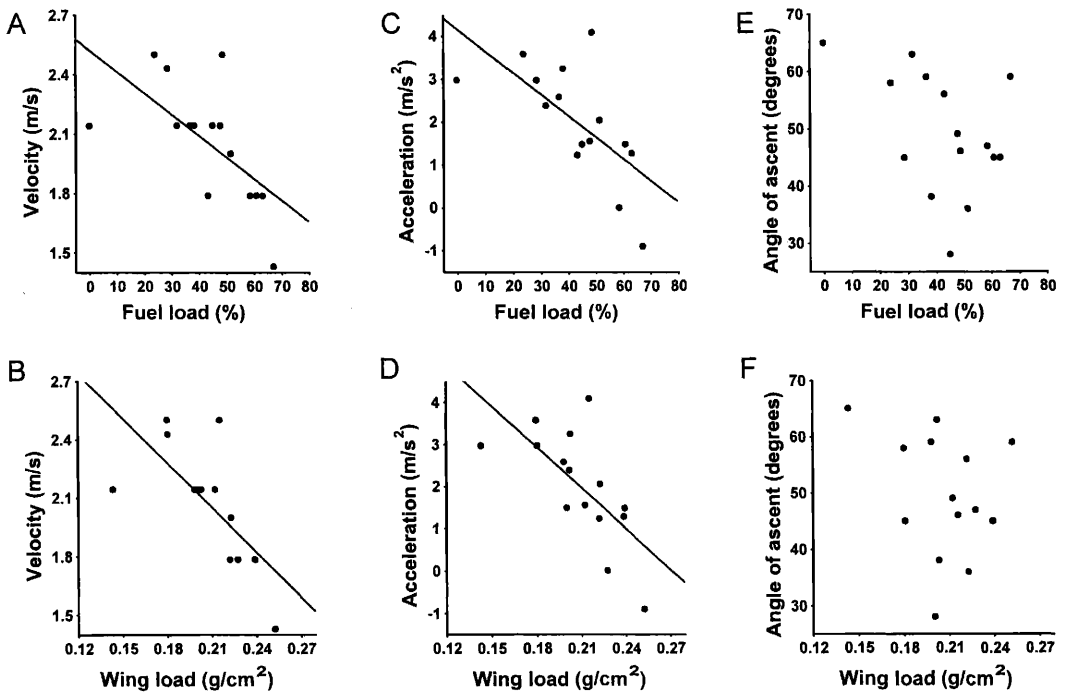 A
Velocity (m/s)
2.7
2.4
2.1
1.8
1.5
0 10 20 30 40 50 60 70 80
Fuel load (%)
C
Acceleration (m/s²)
4
3
2
1
0
-1
0 10 20 30 40 50 60 70 80
Fuel load (%)
E
Angle of ascent (degrees)
70
60
50
40
30
0 10 20 30 40 50 60 70 80
Fuel load (%)
B
Velocity (m/s)
2.7
2.4
2.1
1.8
1.5
0.12 0.15 0.18 0.21 0.24 0.27
Wing load (g/cm²)
D
Acceleration (m/s²)
4
3
2
1
0
-1
0.12 0.15 0.18 0.21 0.24 0.27
Wing load (g/cm²)
F
Angle of ascent (degrees)
70
60
50
40
30
0.12 0.15 0.18 0.21 0.24 0.27
Wing load (g/cm²)